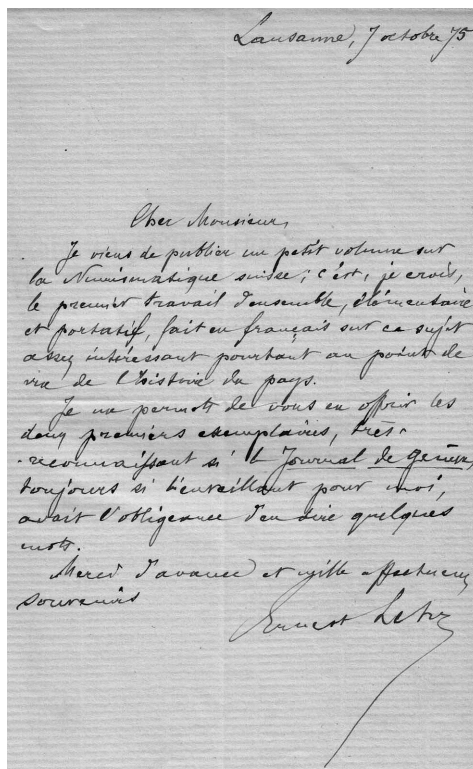 Lausanne, 7 octobre 75
Cher Monsieur,
Je viens de publier un petit volume sur
la Numismatique suisse; c'est, je crois,
le premier travail d'ensemble, élémentaire
et portatif, fait en français sur ce sujet
assez intéressant pourtant au point de
vue de l'histoire du pays.
Je me permets de vous en offrir les
deux premiers exemplaires, très-
-reconnaissant si le Journal de Genève,
toujours si bienveillant pour moi,
avait l'obligeance d'en dire quelques
mots.
Merci d'avance et mille affectueux
souvenirs
Ernest Lehr